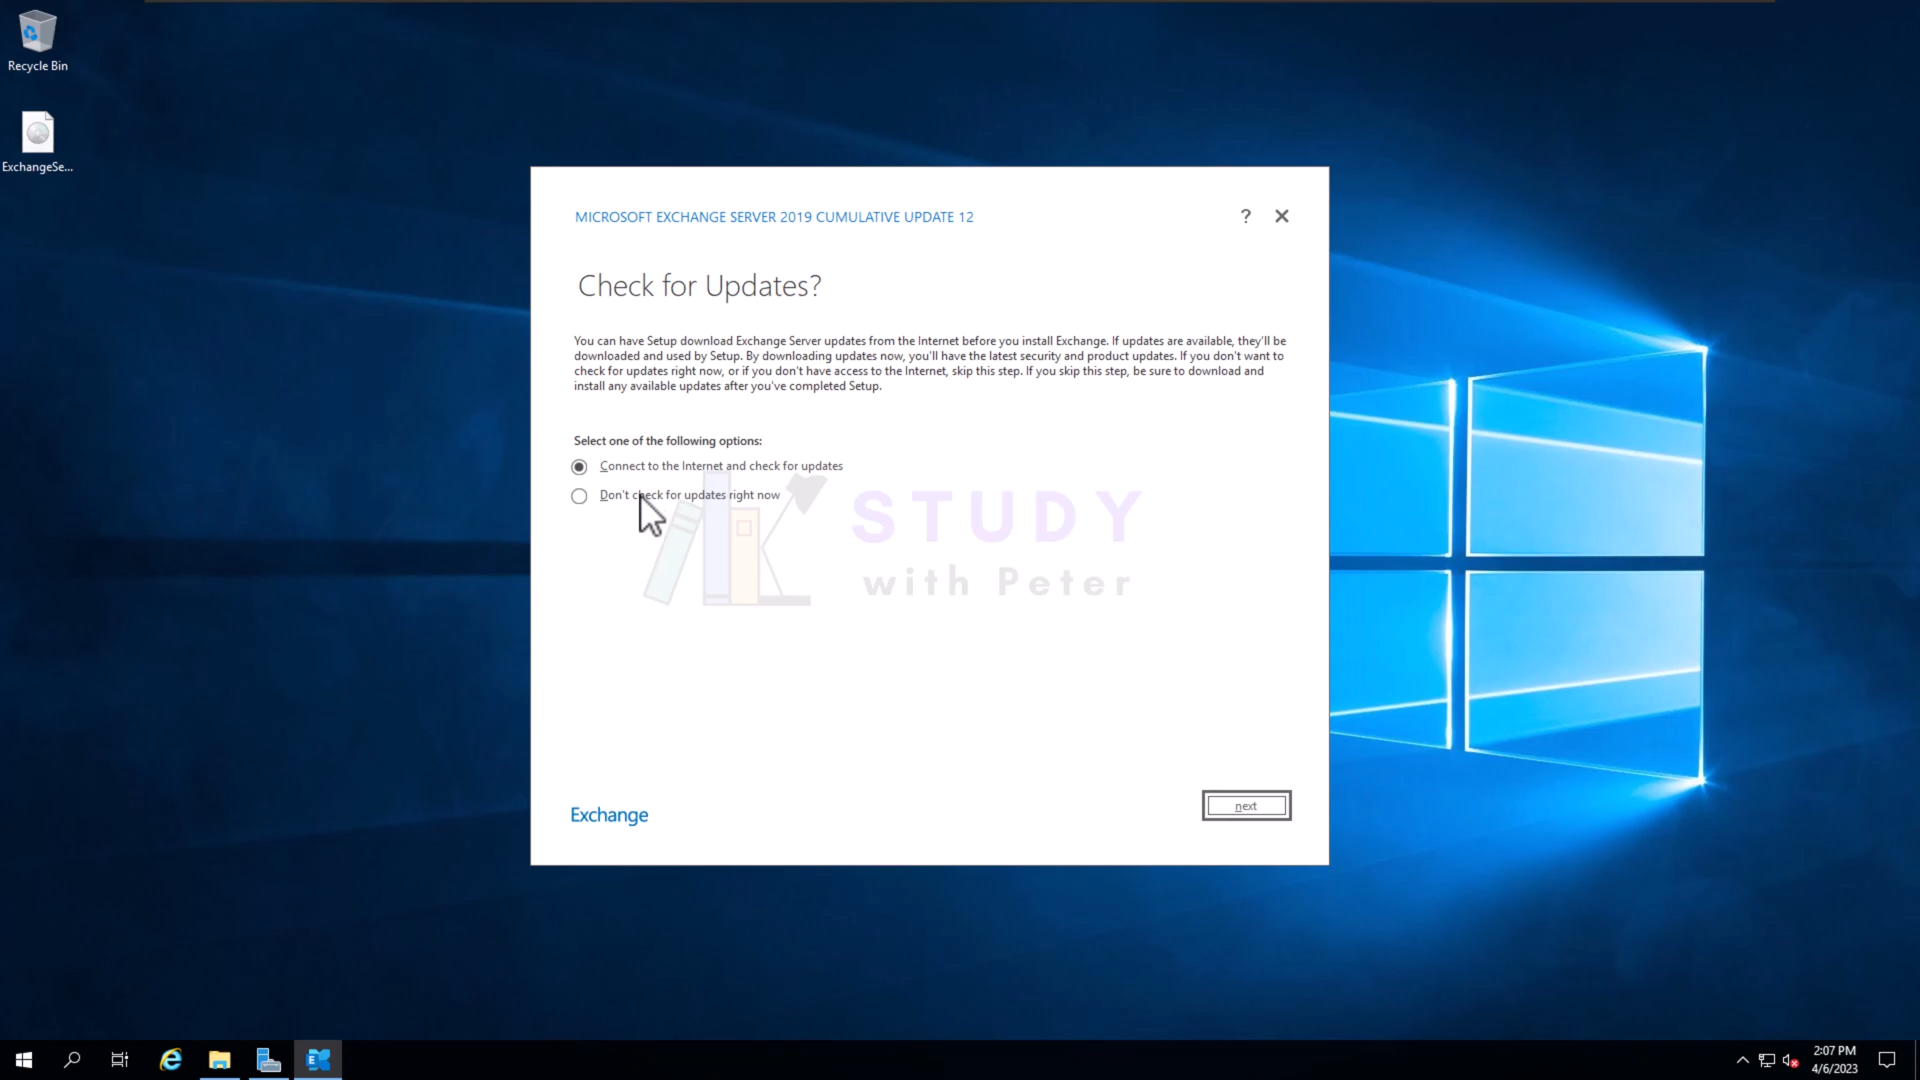 Recycle Bin
ExchangeSe...
MICROSOFT EXCHANGE SERVER 2019 CUMULATIVE UPDATE 12
?
Check for Updates?
You can have Setup download Exchange Server updates from the Internet before you install Exchange. If updates are available, they'll be
downloaded and used by Setup. By downloading updates now, you'll have the latest security and product updates. If you don't want to
check for updates right now, or if you don't have access to the Internet, skip this step. If you skip this step, be sure to download and
install any available updates after you've completed Setup.
Select one of the following options:
Connect to the Internet and check for updates
Don't check for updates right now
STUDY
with Peter
Exchange
next
2:07 PM
4/6/2023